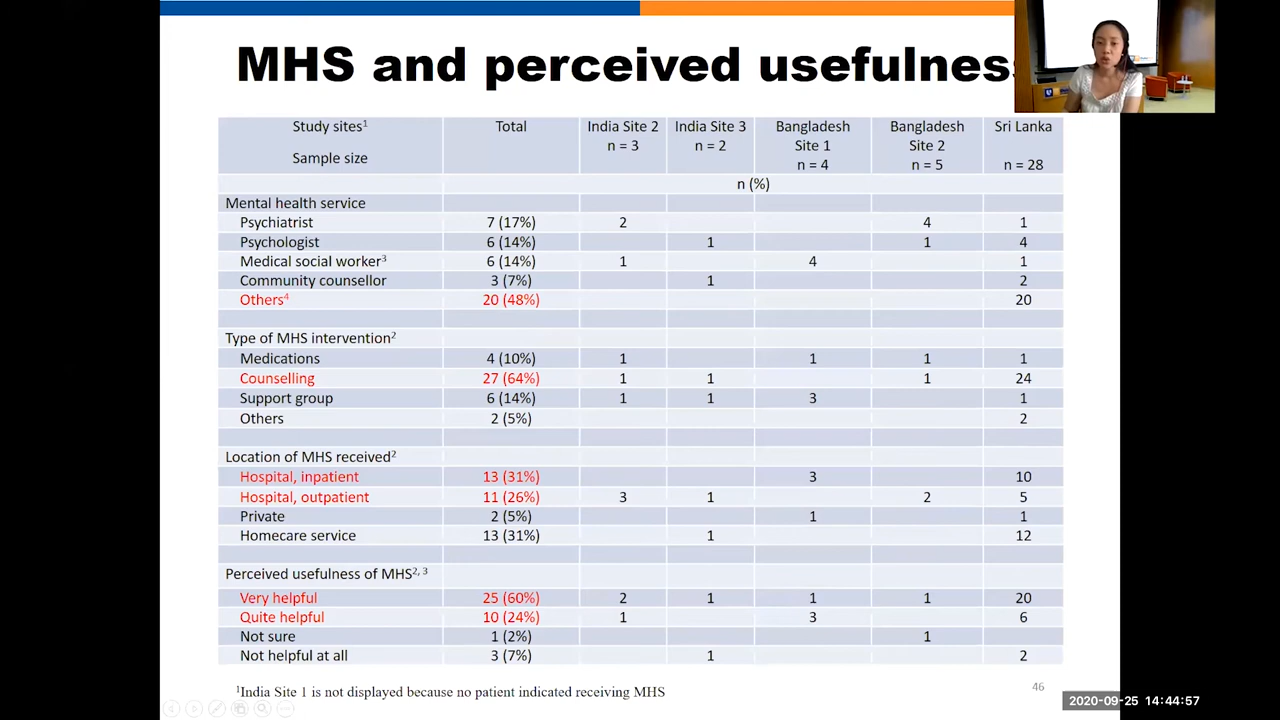 MHS and perceived usefulness
Study sites¹ Total India Site 2 India Site 3 Bangladesh Bangladesh Sri Lanka
n = 3 n = 2 Site 1 Site 2
Sample size n = 4 n = 5 n = 28
n (%)
Mental health service
Psychiatrist 7 (17%) 2 4 1
Psychologist 6 (14%) 1 1 4
Medical social worker³ 6 (14%) 1 4 1
Community counsellor 3 (7%) 1 2
Others⁴ 20 (48%) 20
Type of MHS intervention²
Medications 4 (10%) 1 1 1 1
Counselling 27 (64%) 1 1 1 24
Support group 6 (14%) 1 1 3 1
Others 2 (5%) 2
Location of MHS received²
Hospital, inpatient 13 (31%) 3 10
Hospital, outpatient 11 (26%) 3 1 2 5
Private 2 (5%) 1 1
Homecare service 13 (31%) 1 12
Perceived usefulness of MHS²,³
Very helpful 25 (60%) 2 1 1 1 20
Quite helpful 10 (24%) 1 3 6
Not sure 1 (2%) 1
Not helpful at all 3 (7%) 1 2
¹India Site 1 is not displayed because no patient indicated receiving MHS
46
2020-09-25 14:44:57